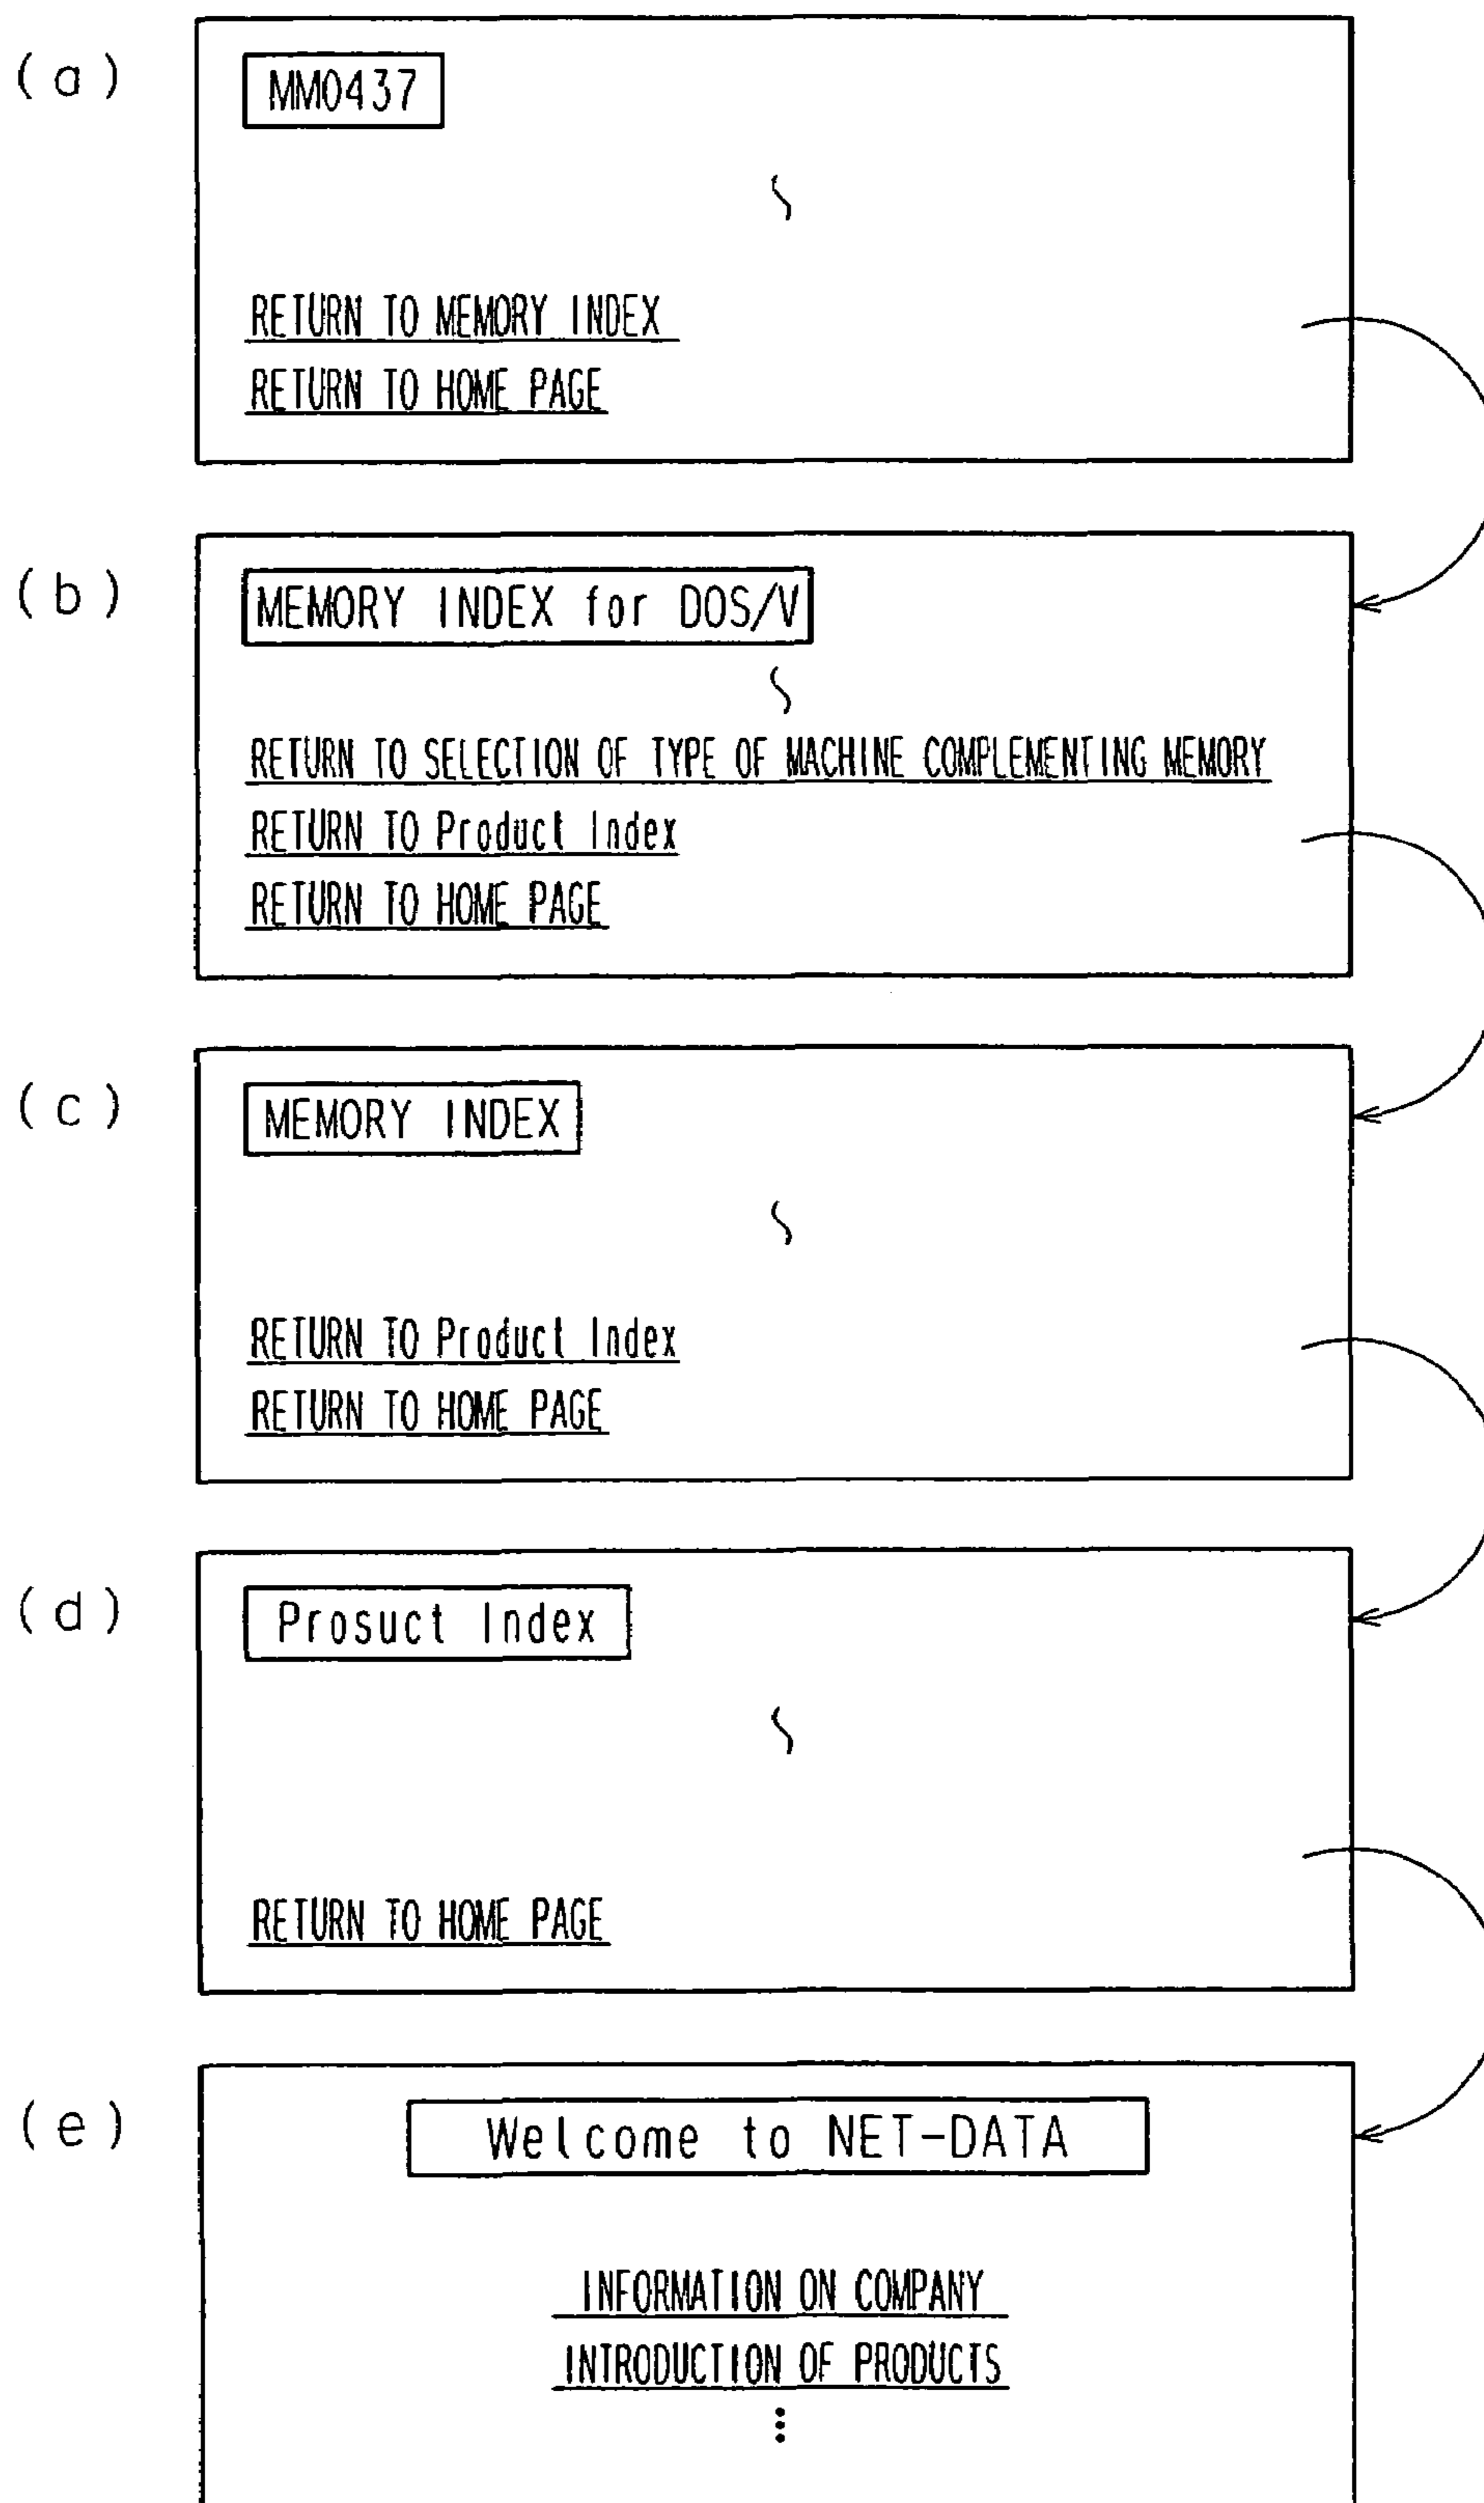 (a)
MM0437
RETURN TO MEMORY INDEX
RETURN TO HOME PAGE
(b)
MEMORY INDEX for DOS/V
RETURN TO SELECTION OF TYPE OF MACHINE COMPLEMENTING MEMORY
RETURN TO Product Index
RETURN TO HOME PAGE
(c)
MEMORY INDEX
RETURN TO Product Index
RETURN TO HOME PAGE
(d)
Prosuct Index
RETURN TO HOME PAGE
(e)
Welcome to NET-DATA
INFORMATION ON COMPANY
INTRODUCTION OF PRODUCTS